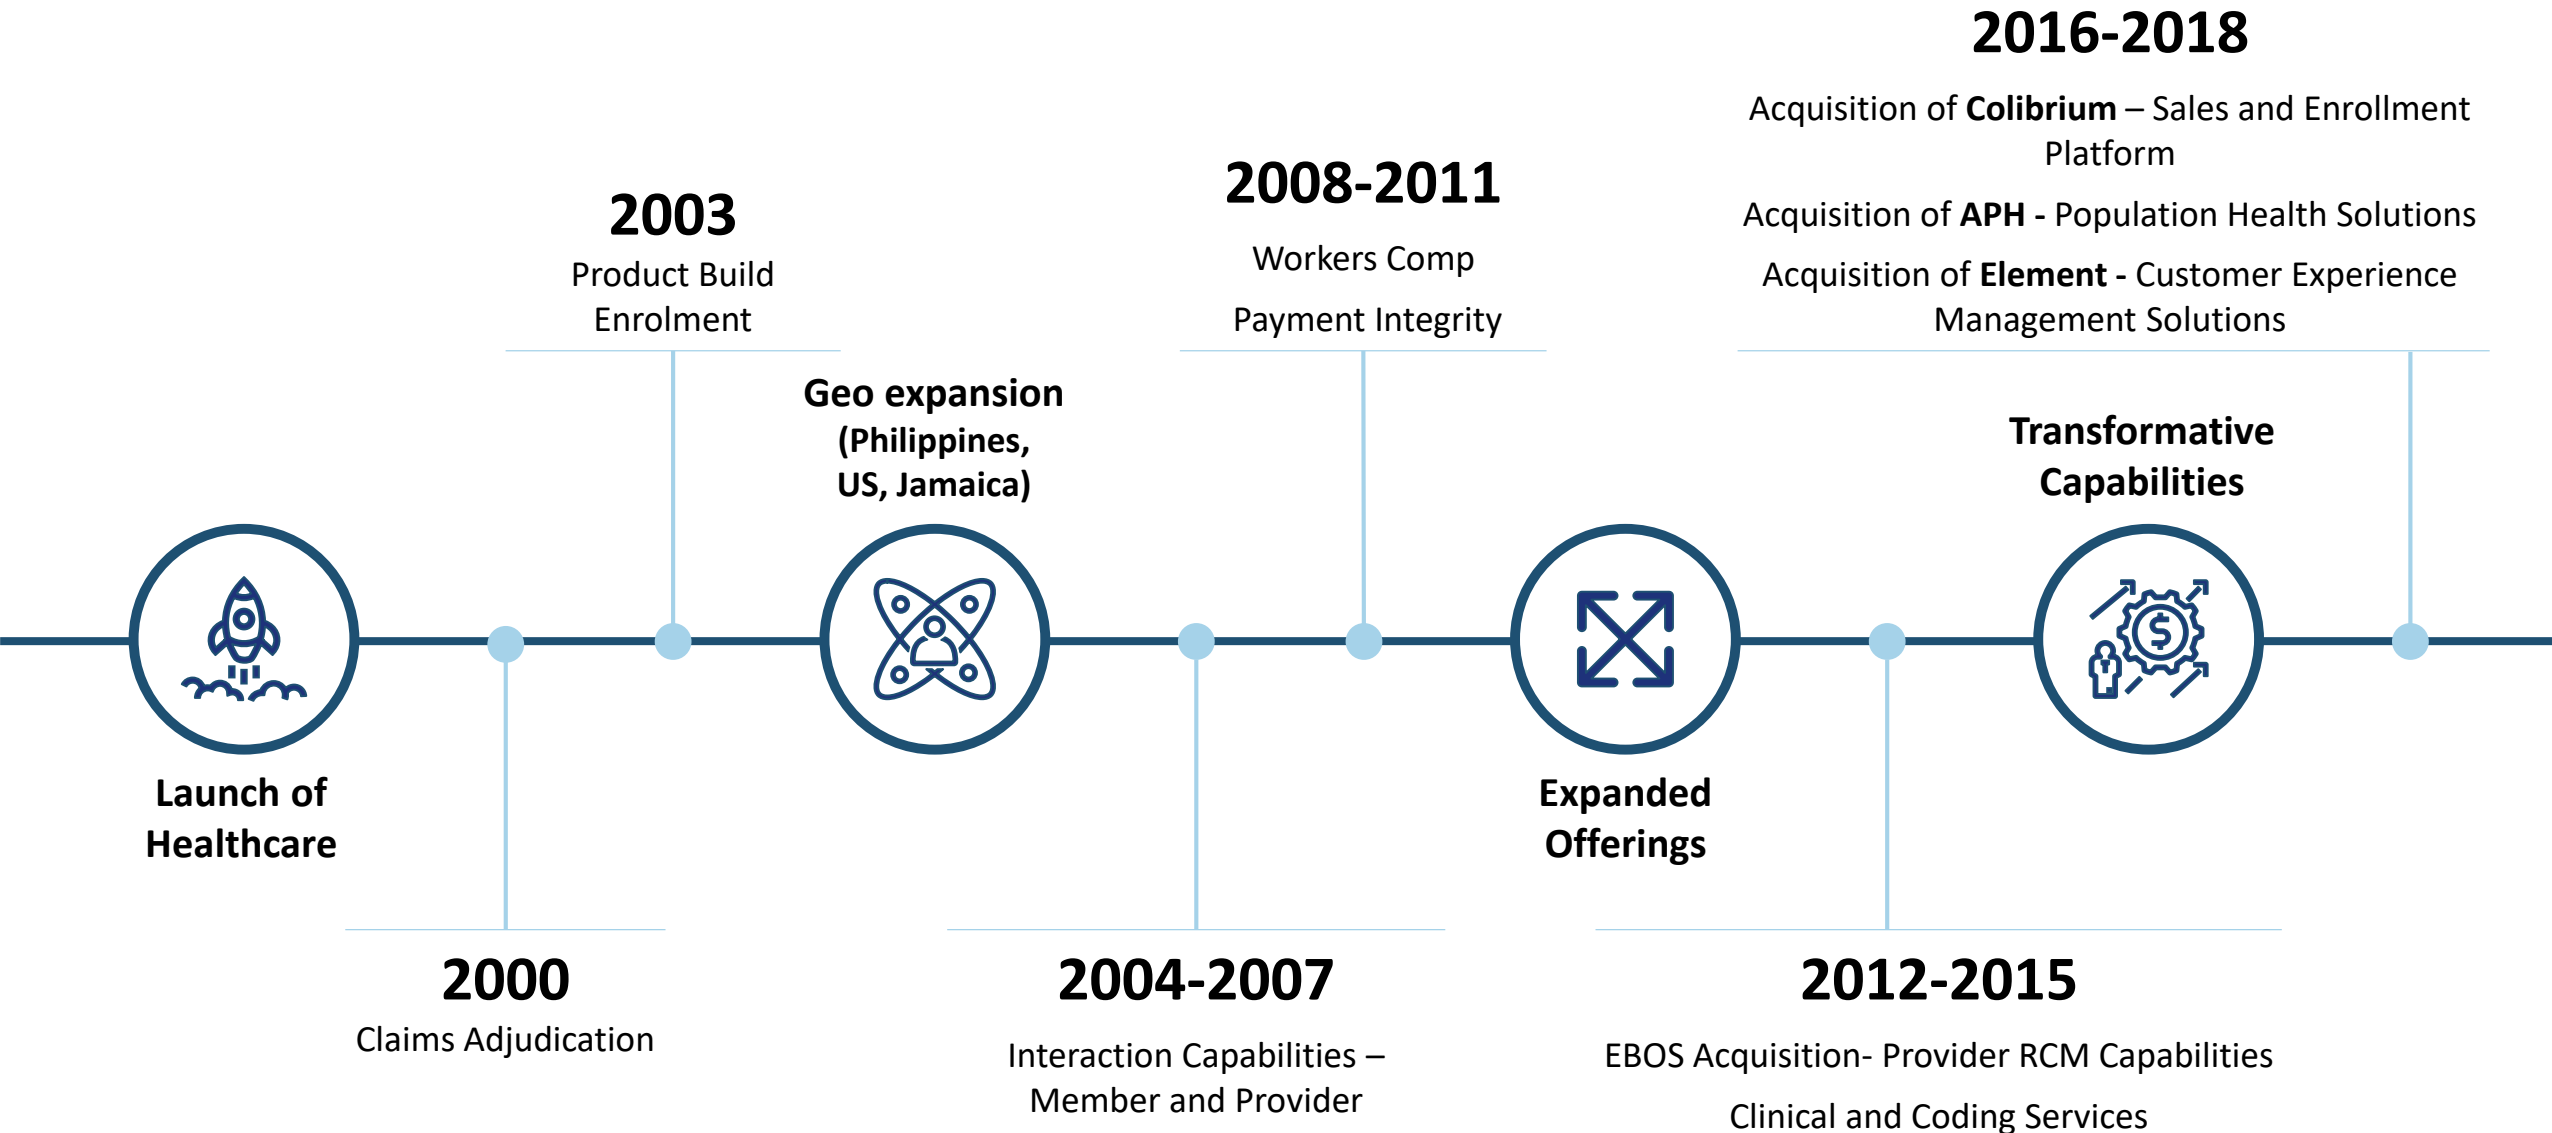 2016-2018
Acquisition of Colibrium – Sales and Enrollment
Platform
Acquisition of APH - Population Health Solutions
Acquisition of Element - Customer Experience
Management Solutions
2008-2011
Workers Comp
Payment Integrity
2003
Product Build
Enrolment
Geo expansion
(Philippines,
US, Jamaica)
Transformative
Capabilities
$
Launch of
Healthcare
Expanded
Offerings
2000
Claims Adjudication
2004-2007
Interaction Capabilities –
Member and Provider
2012-2015
EBOS Acquisition- Provider RCM Capabilities
Clinical and Coding Services